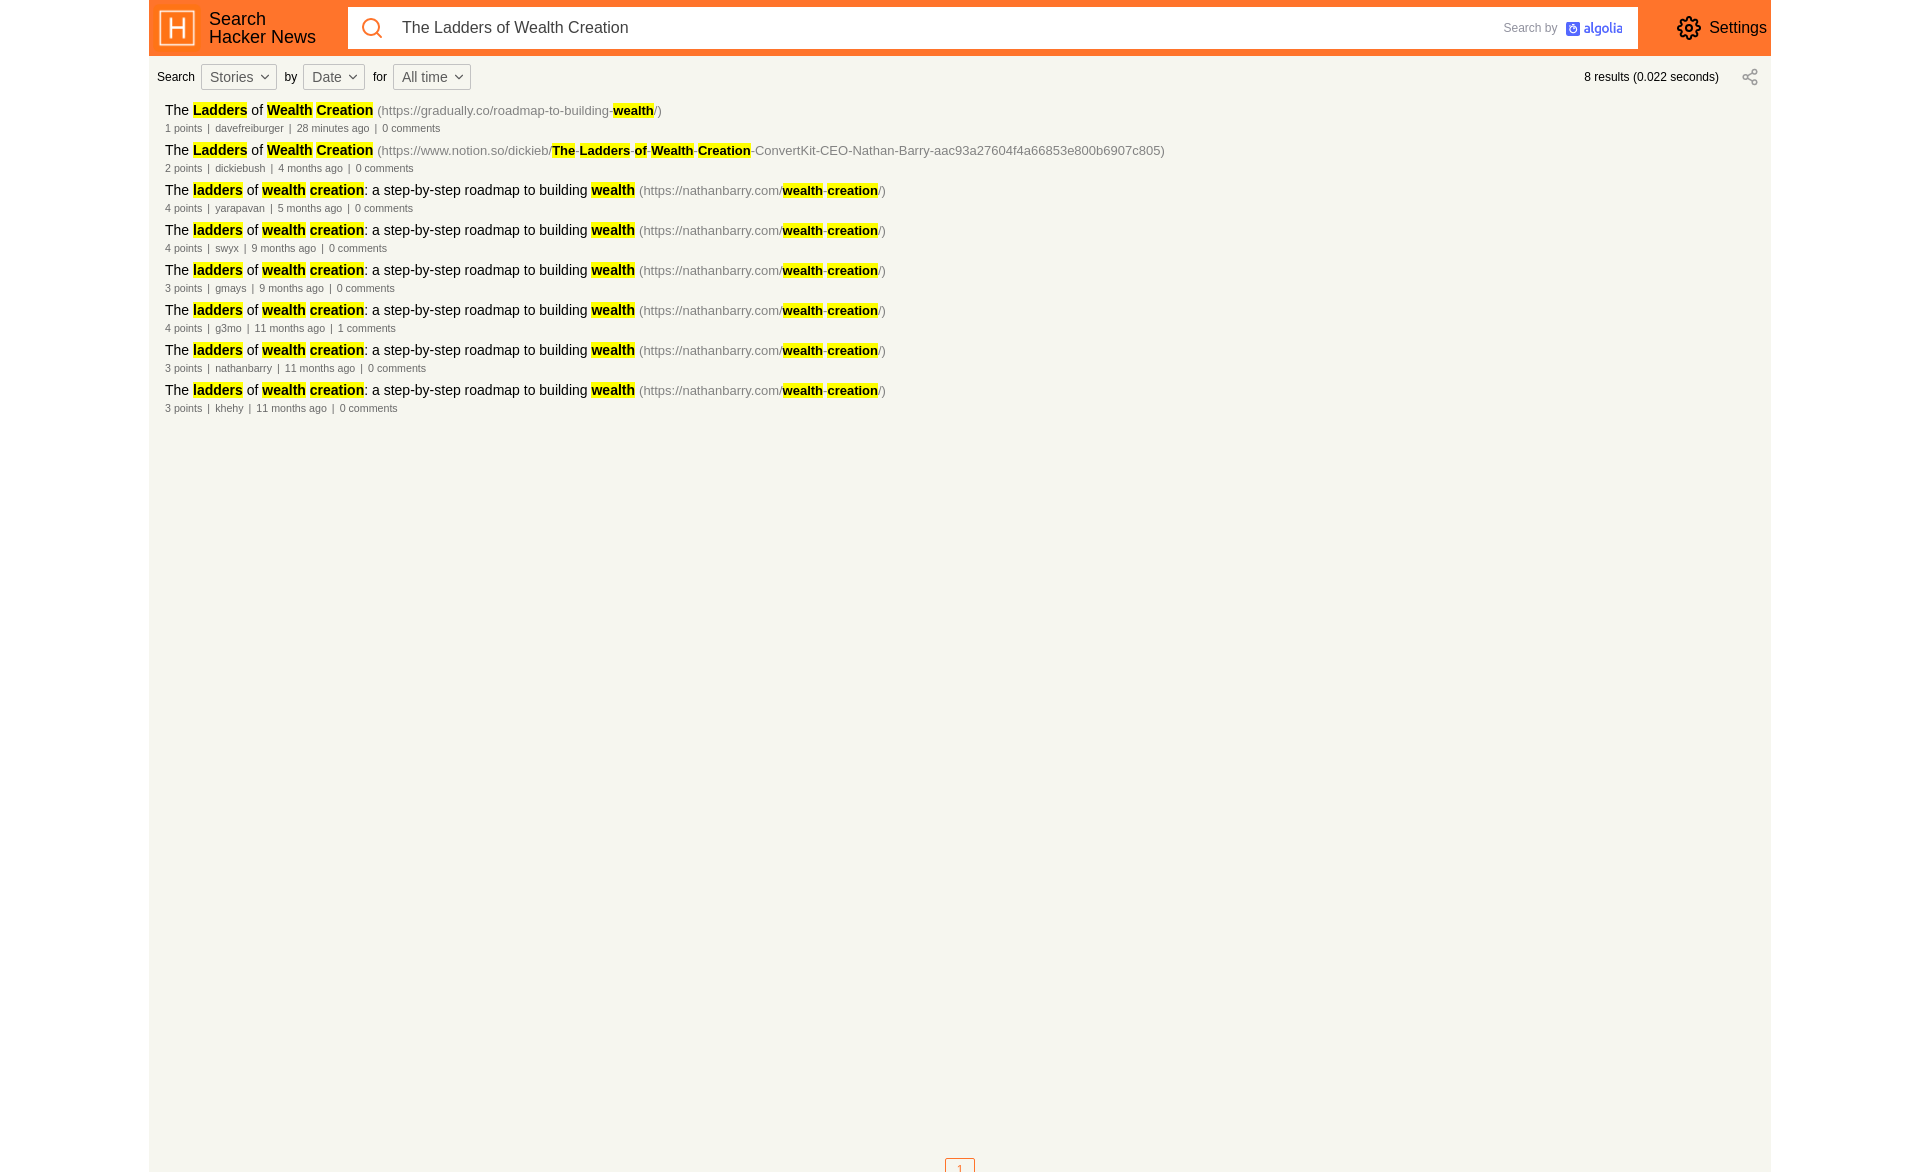 Search
Hacker News
The Ladders of Wealth Creation
Search by algolia
Settings
Search Stories by Date for All time
8 results (0.022 seconds)
The Ladders of Wealth Creation (https://gradually.co/roadmap-to-building-wealth/)
1 points | davefreiburger | 28 minutes ago | 0 comments
The Ladders of Wealth Creation (https://www.notion.so/dickieb/The-Ladders-of-Wealth-Creation-ConvertKit-CEO-Nathan-Barry-aac93a27604f4a66853e800b6907c805)
2 points | dickiebush | 4 months ago | 0 comments
The ladders of wealth creation: a step-by-step roadmap to building wealth (https://nathanbarry.com/wealth-creation/)
4 points | yarapavan | 5 months ago | 0 comments
The ladders of wealth creation: a step-by-step roadmap to building wealth (https://nathanbarry.com/wealth-creation/)
4 points | swyx | 9 months ago | 0 comments
The ladders of wealth creation: a step-by-step roadmap to building wealth (https://nathanbarry.com/wealth-creation/)
3 points | gmays | 9 months ago | 0 comments
The ladders of wealth creation: a step-by-step roadmap to building wealth (https://nathanbarry.com/wealth-creation/)
4 points | g3mo | 11 months ago | 1 comments
The ladders of wealth creation: a step-by-step roadmap to building wealth (https://nathanbarry.com/wealth-creation/)
3 points | nathanbarry | 11 months ago | 0 comments
The ladders of wealth creation: a step-by-step roadmap to building wealth (https://nathanbarry.com/wealth-creation/)
3 points | khehy | 11 months ago | 0 comments
1